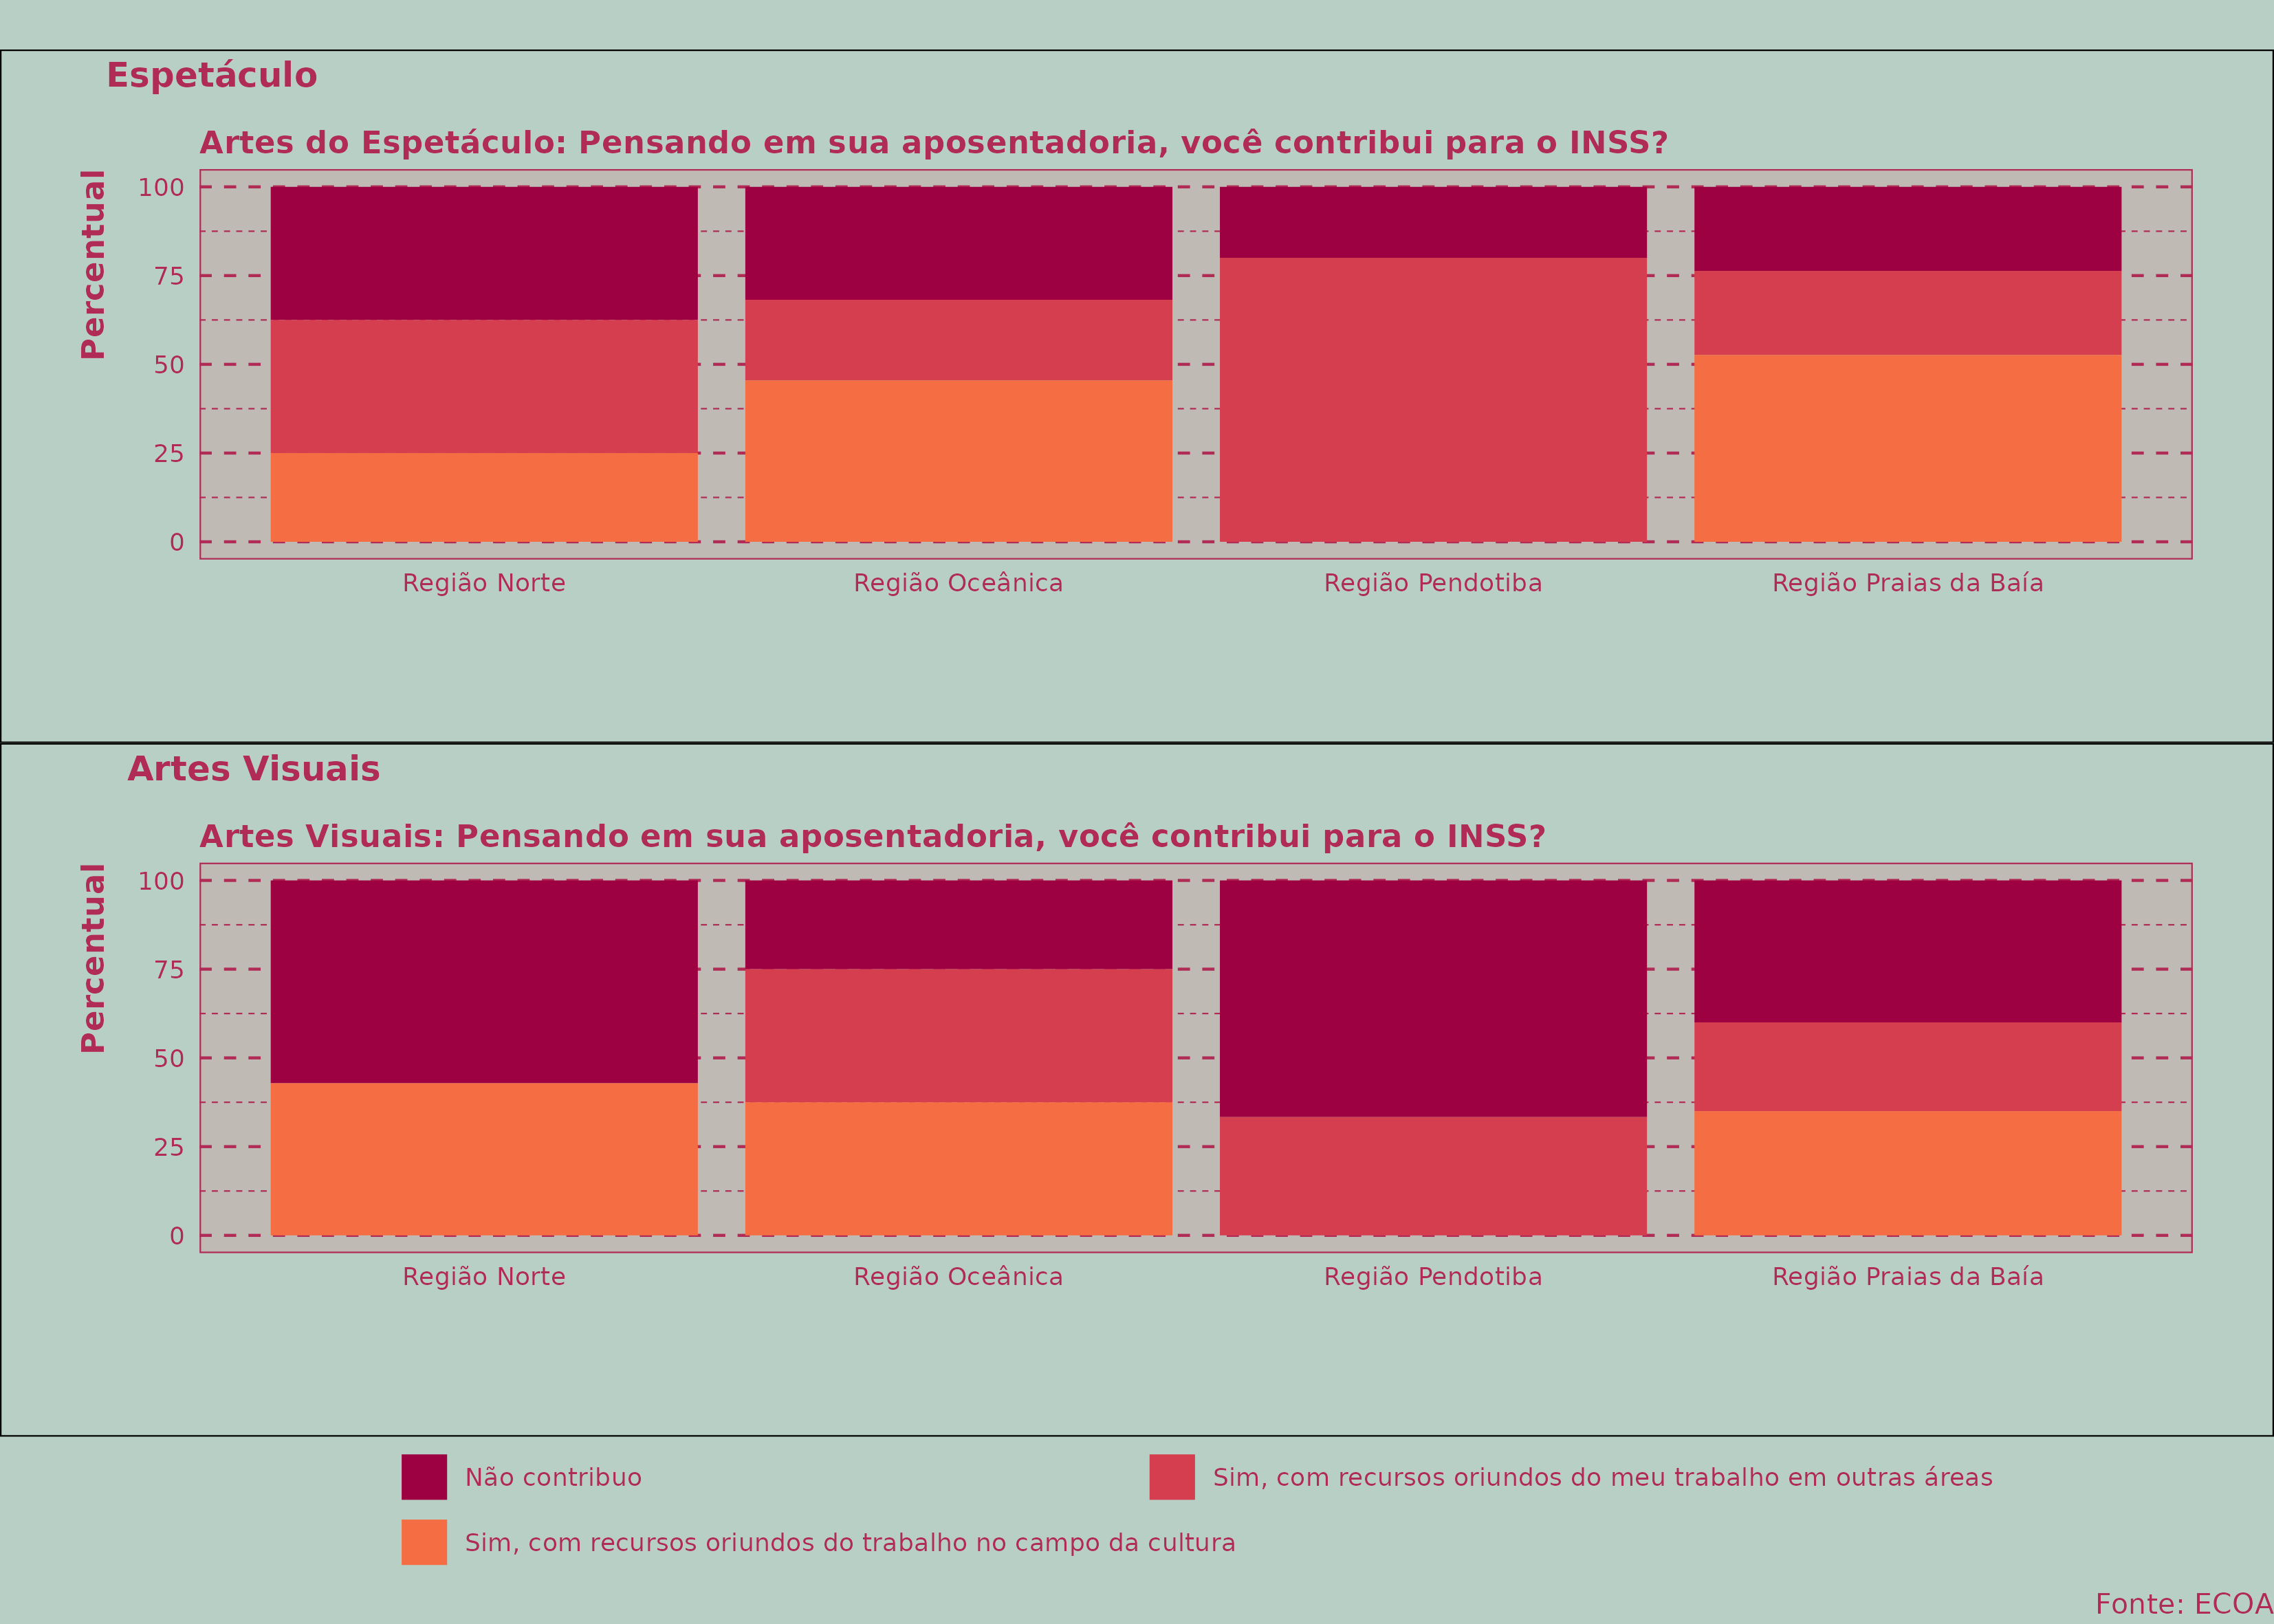 Espetáculo
Artes do Espetáculo: Pensando em sua aposentadoria, você contribui para o INSS?
Percentual
100
75
50
25
0
Região Norte
Região Oceânica
Região Pendotiba
Região Praias da Baía
Artes Visuais
Artes Visuais: Pensando em sua aposentadoria, você contribui para o INSS?
Percentual
100
75
50
25
0
Região Norte
Região Oceânica
Região Pendotiba
Região Praias da Baía
Não contribuo
Sim, com recursos oriundos do meu trabalho em outras áreas
Sim, com recursos oriundos do trabalho no campo da cultura
Fonte: ECOA